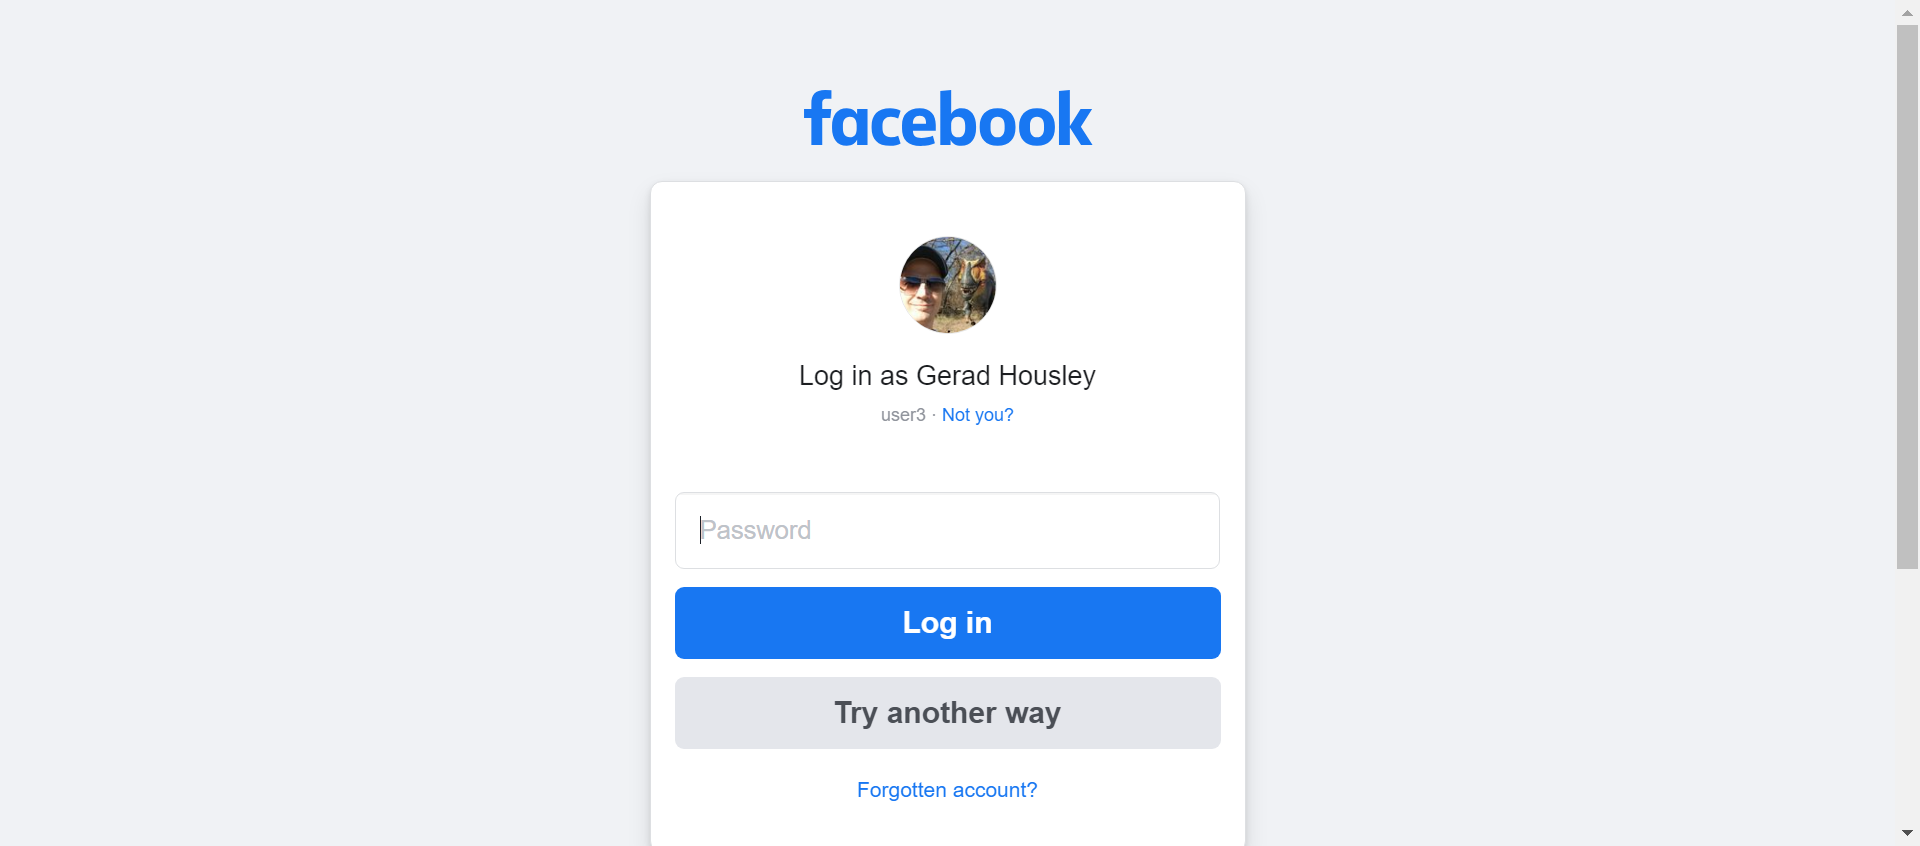 facebook
Log in as Gerad Housley
user3 · Not you?
Password
Log in
Try another way
Forgotten account?